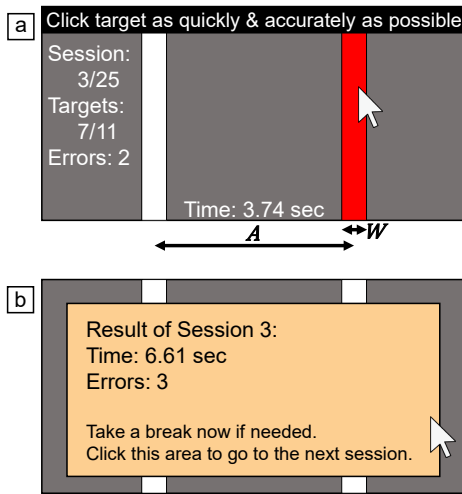 a
Click target as quickly & accurately as possible
Session:
3/25
Targets:
7/11
Errors: 2
Time: 3.74 sec
A
W
b
Result of Session 3:
Time: 6.61 sec
Errors: 3
Take a break now if needed.
Click this area to go to the next session.